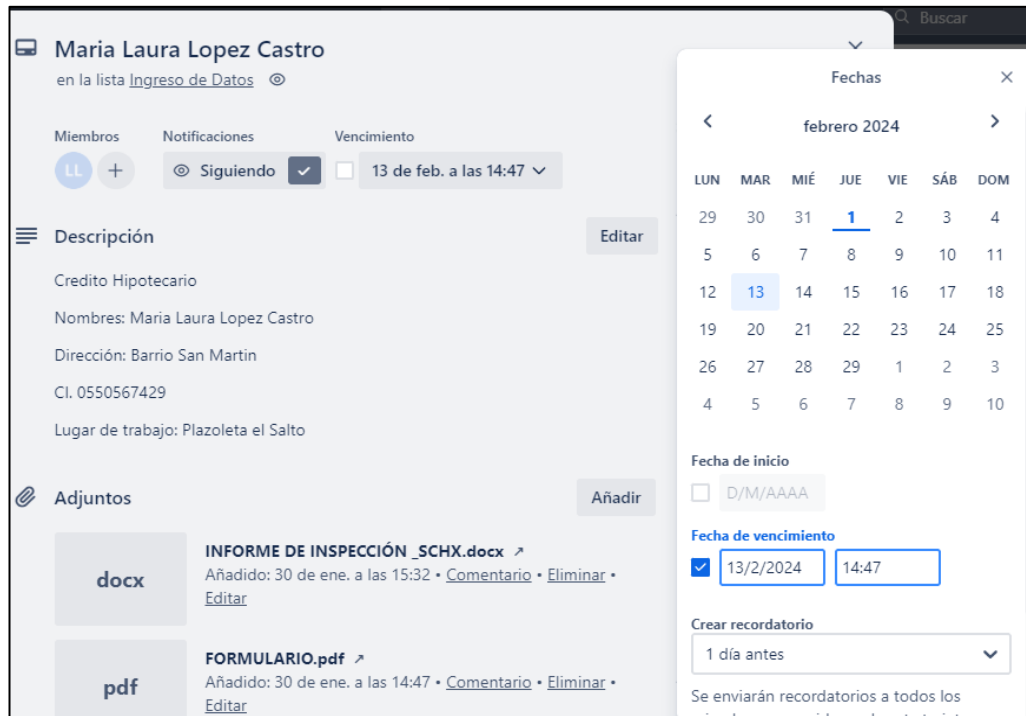 Buscar
Maria Laura Lopez Castro
en la lista Ingreso de Datos
Miembros Notificaciones Vencimiento
LL + Siguiendo 13 de feb. a las 14:47
Descripción Editar
Credito Hipotecario
Nombres: Maria Laura Lopez Castro
Dirección: Barrio San Martin
CI. 0550567429
Lugar de trabajo: Plazoleta el Salto
Adjuntos Añadir
docx
INFORME DE INSPECCIÓN _SCHX.docx ↗
Añadido: 30 de ene. a las 15:32 • Comentario • Eliminar •
Editar
pdf
FORMULARIO.pdf ↗
Añadido: 30 de ene. a las 14:47 • Comentario • Eliminar •
Editar
Fechas
febrero 2024
LUN MAR MIÉ JUE VIE SÁB DOM
29 30 31 1 2 3 4
5 6 7 8 9 10 11
12 13 14 15 16 17 18
19 20 21 22 23 24 25
26 27 28 29 1 2 3
4 5 6 7 8 9 10
Fecha de inicio
D/M/AAAA
Fecha de vencimiento
13/2/2024 14:47
Crear recordatorio
1 día antes
Se enviarán recordatorios a todos los